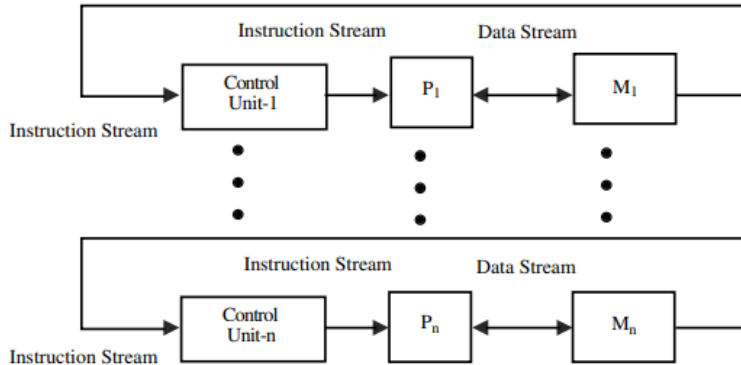 Instruction Stream Data Stream
Control
Unit-1
P1
M1
Instruction Stream
Instruction Stream Data Stream
Control
Unit-n
Pn
Mn
Instruction Stream